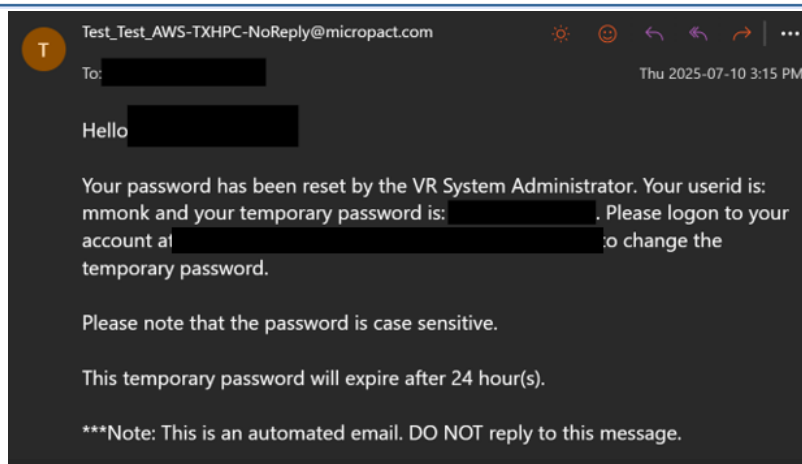 Test_Test_AWS-TXHPC-NoReply@micropact.com
T
To:
Thu 2025-07-10 3:15 PM
Hello
Your password has been reset by the VR System Administrator. Your userid is:
mmonk and your temporary password is: . Please logon to your
account at to change the
temporary password.
Please note that the password is case sensitive.
This temporary password will expire after 24 hour(s).
***Note: This is an automated email. DO NOT reply to this message.